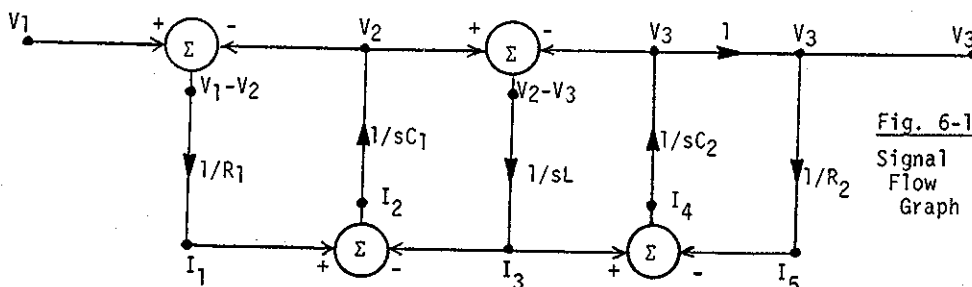 V1 + Σ - V2 + Σ - V3 1 V3 V3
V1-V2 V2-V3
1/R1 1/sC1 1/sL 1/sC2 1/R2
Fig. 6-1
Signal
Flow
Graph
I2 I4
I1 + Σ - I3 + Σ - I5